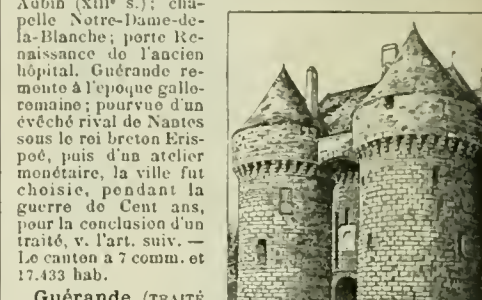 Aubin (XIIIe s.); cha-
pelle Notre-Dame-de-
la-Blanche; porte Re-
naissance de l'ancien
hôpital. Guérande re-
monte à l'époque gallo-
romaine; pourvue d'un
évêché rival de Nantes
sous le roi breton Eris-
poé, puis d'un atelier
monétaire, la ville fut
choisie, pendant la
guerre de Cent ans,
pour la conclusion d'un
traité, v. l'art. suiv. —
Le canton a 7 comm. et
17.433 hab.
Guérande (TRAITÉ